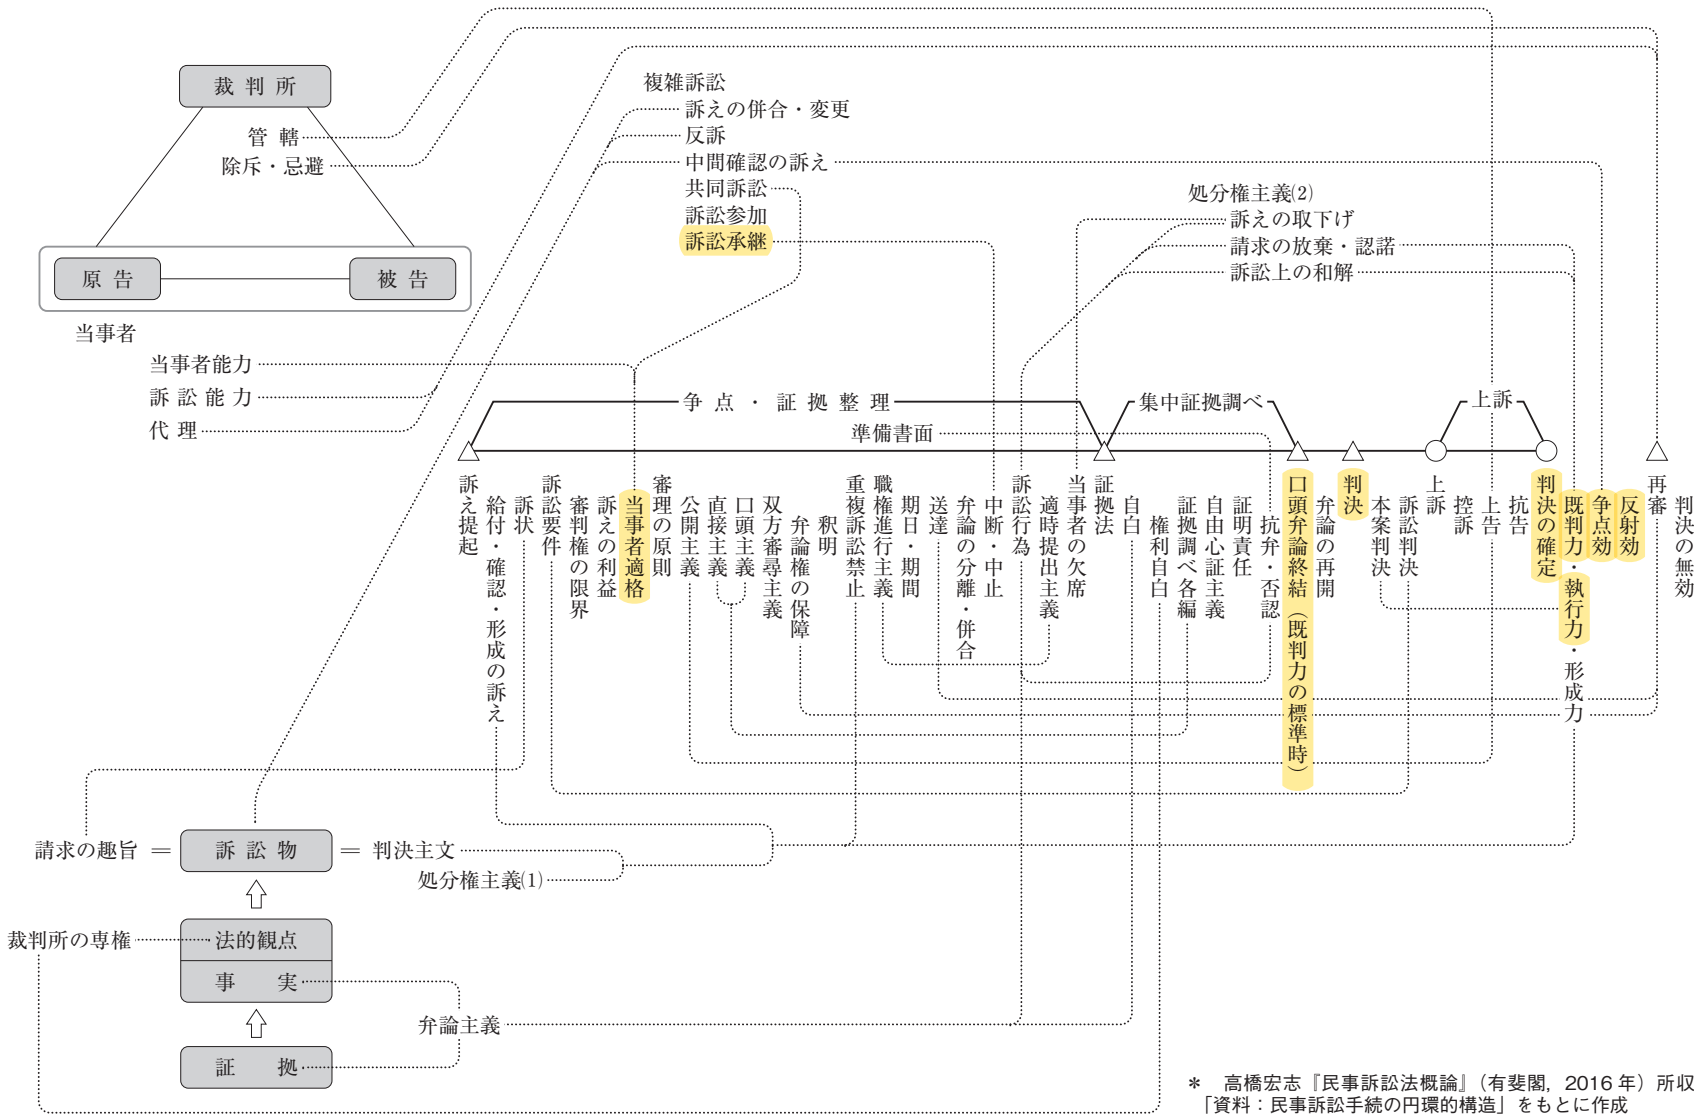 裁判所
管轄
除斥・忌避
原告
被告
当事者
当事者能力
訴訟能力
代理
複雑訴訟
訴えの併合・変更
反訴
中間確認の訴え
共同訴訟
訴訟参加
訴訟承継
処分権主義(2)
訴えの取下げ
請求の放棄・認諾
訴訟上の和解
争点・証拠整理
集中証拠調べ
上訴
準備書面
訴え提起
給付・確認・形成の訴え
訴状
訴訟要件
審判権の限界
訴えの利益
当事者適格
審理の原則
公開主義
直接主義
口頭主義
双方審尋主義
弁論権の保障
釈明
重複訴訟禁止
職権進行主義
期日・期間
送達
弁論の分離・併合
中断・中止
訴訟行為
適時提出主義
当事者の欠席
証拠法
自白
権利自白
証拠調べ各編
自由心証主義
証明責任
抗弁・否認
口頭弁論終結（既判力の標準時）
弁論の再開
判決
本案判決
訴訟判決
上訴
控訴
上告
抗告
判決の確定
既判力・執行力・形成力
争点効
反射効
再審
判決の無効
請求の趣旨 ＝ 訴訟物 ＝ 判決主文
処分権主義(1)
裁判所の専権
法的観点
事実
弁論主義
証拠
＊　高橋宏志『民事訴訟法概論』（有斐閣，2016年）所収
「資料：民事訴訟手続の円環的構造」をもとに作成